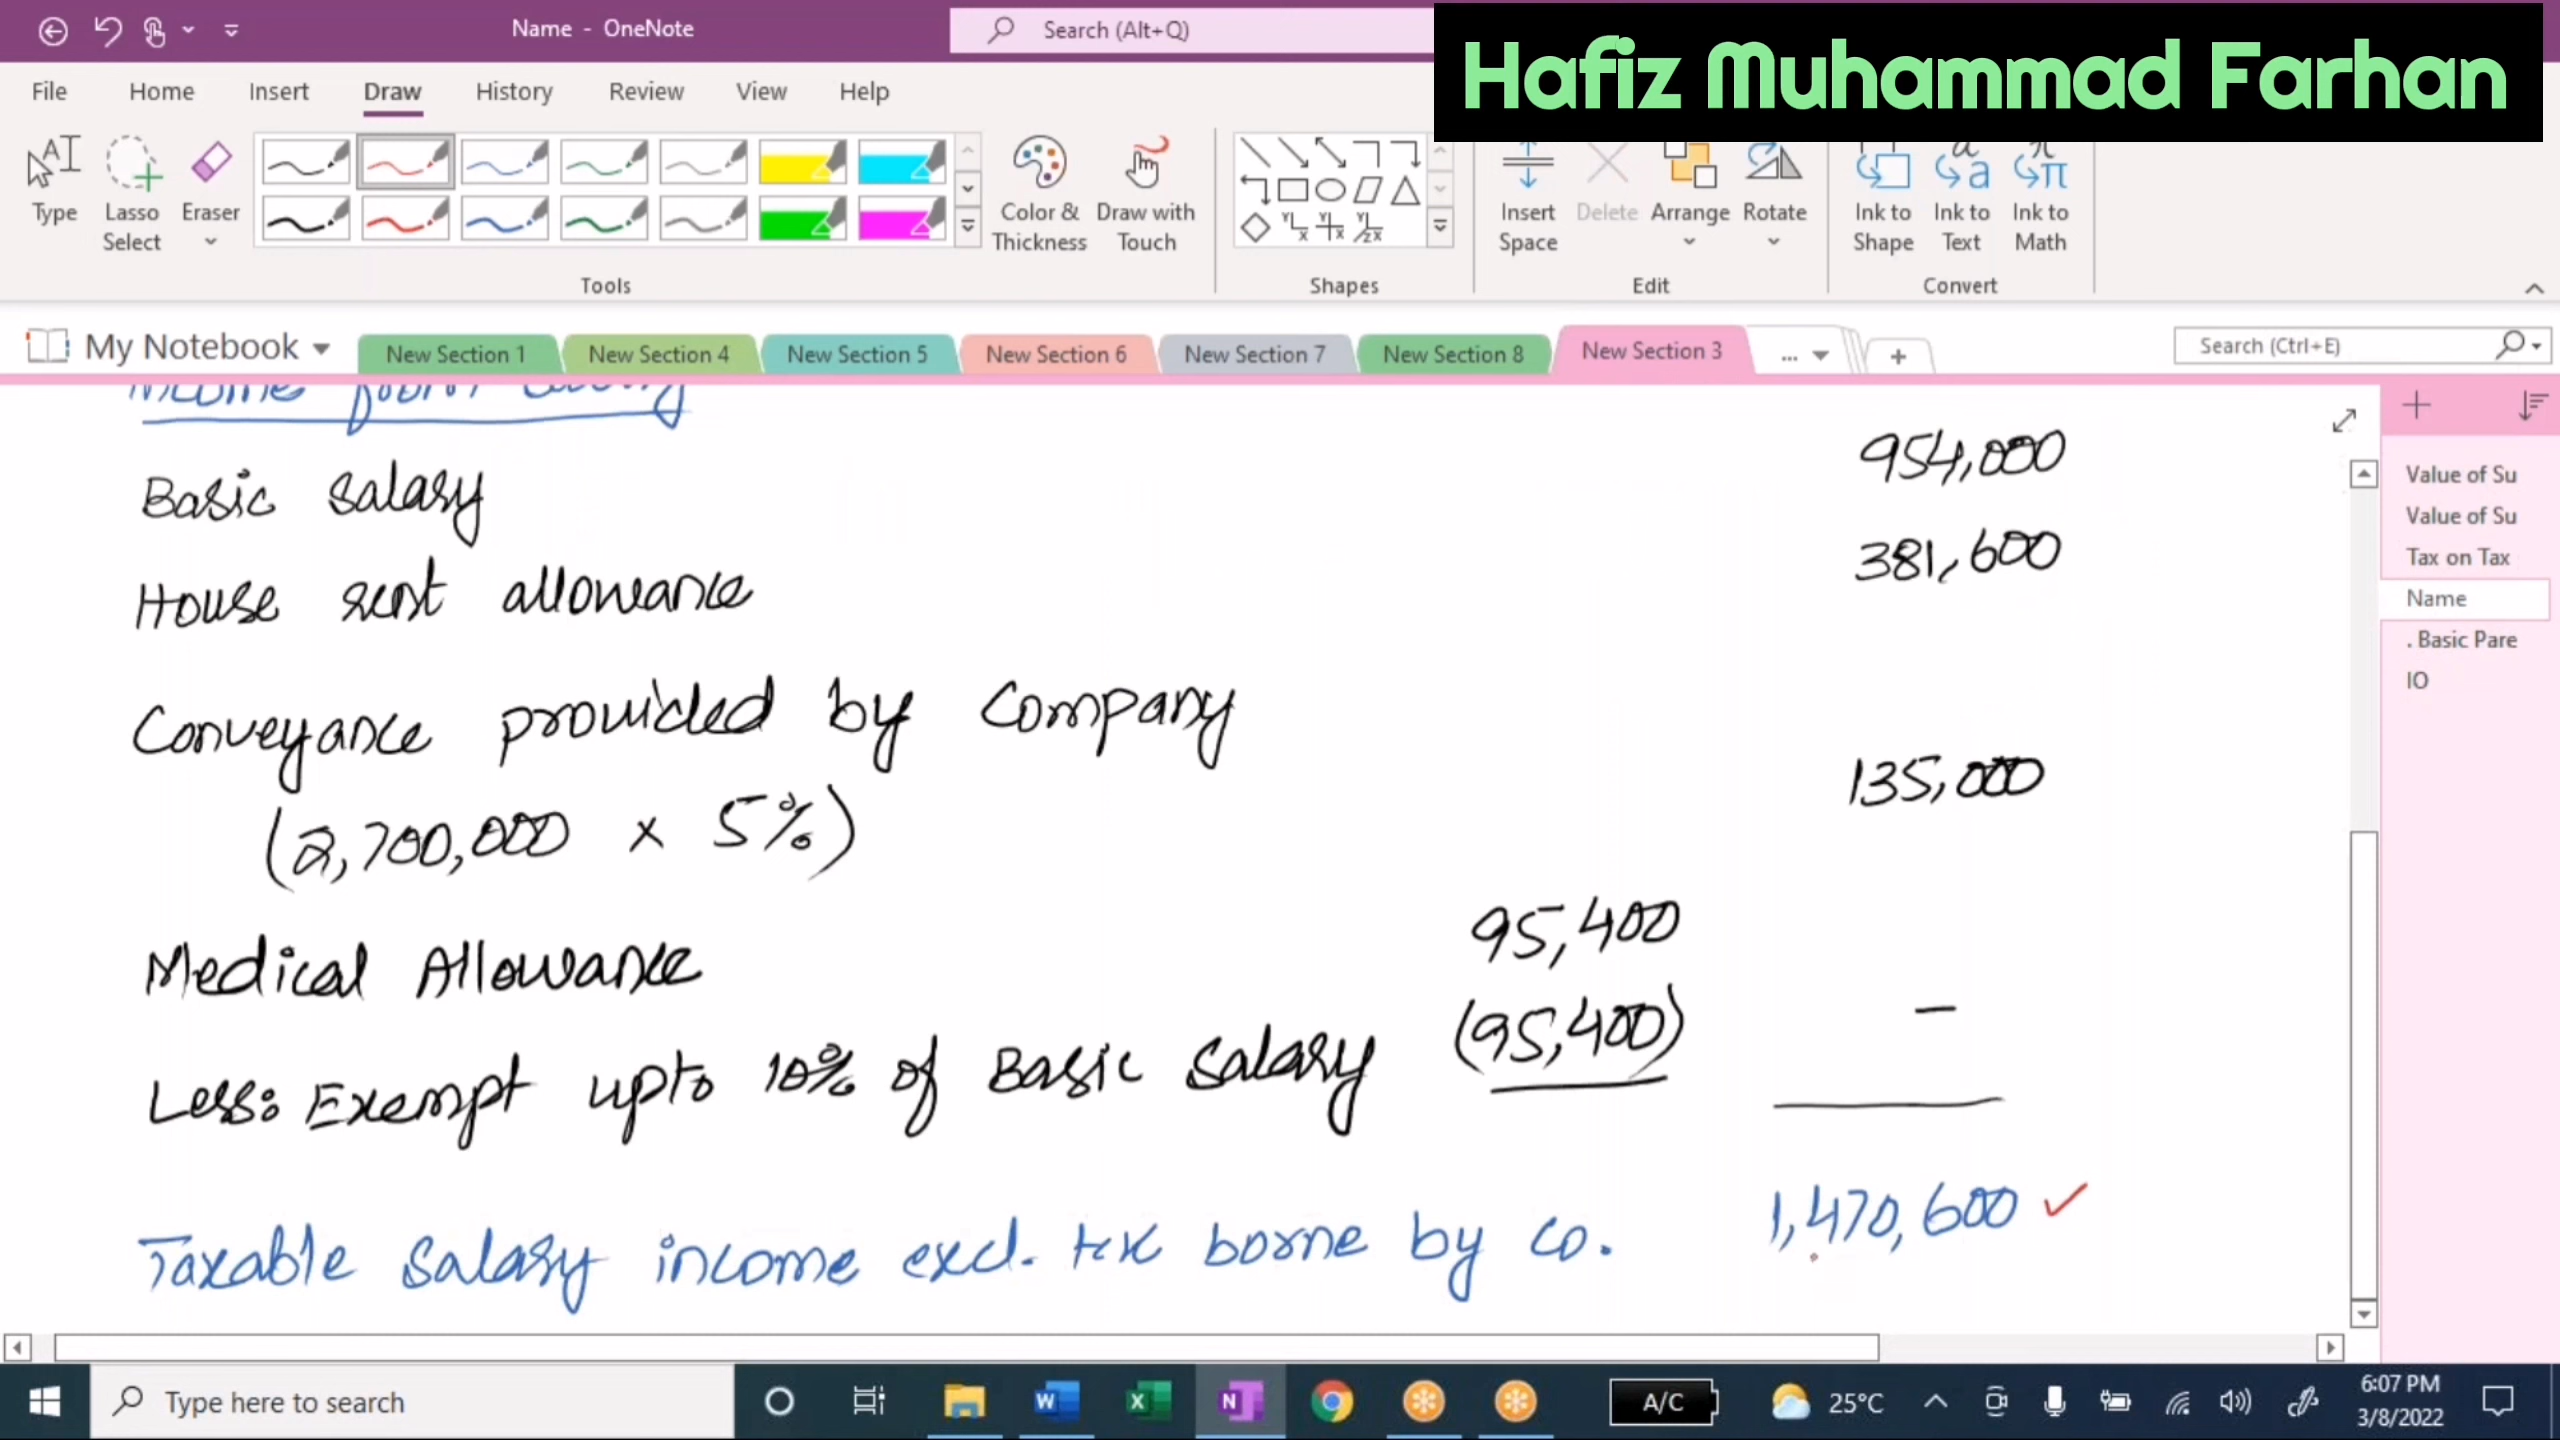 Name - OneNote
Search (Alt+Q)
Hafiz Muhammad Farhan
File Home Insert Draw History Review View Help
Type
Lasso Select
Eraser
Color & Thickness
Draw with Touch
Insert Space
Delete
Arrange
Rotate
Ink to Shape
Ink to Text
Ink to Math
Tools
Shapes
Edit
Convert
My Notebook
New Section 1
New Section 4
New Section 5
New Section 6
New Section 7
New Section 8
New Section 3
...
Search (Ctrl+E)
Income from
Basic salary 954,000
House rent allowance 381,600
Conveyance provided by Company
(2,700,000 x 5%) 135,000
Medical Allowance 95,400
Less: Exempt upto 10% of Basic Salary (95,400) –
Taxable Salary income excl. tax borne by co. 1,470,600 ✓
Value of Su
Value of Su
Tax on Tax
Name
. Basic Pare
IO
Type here to search
A/C
25°C
6:07 PM
3/8/2022